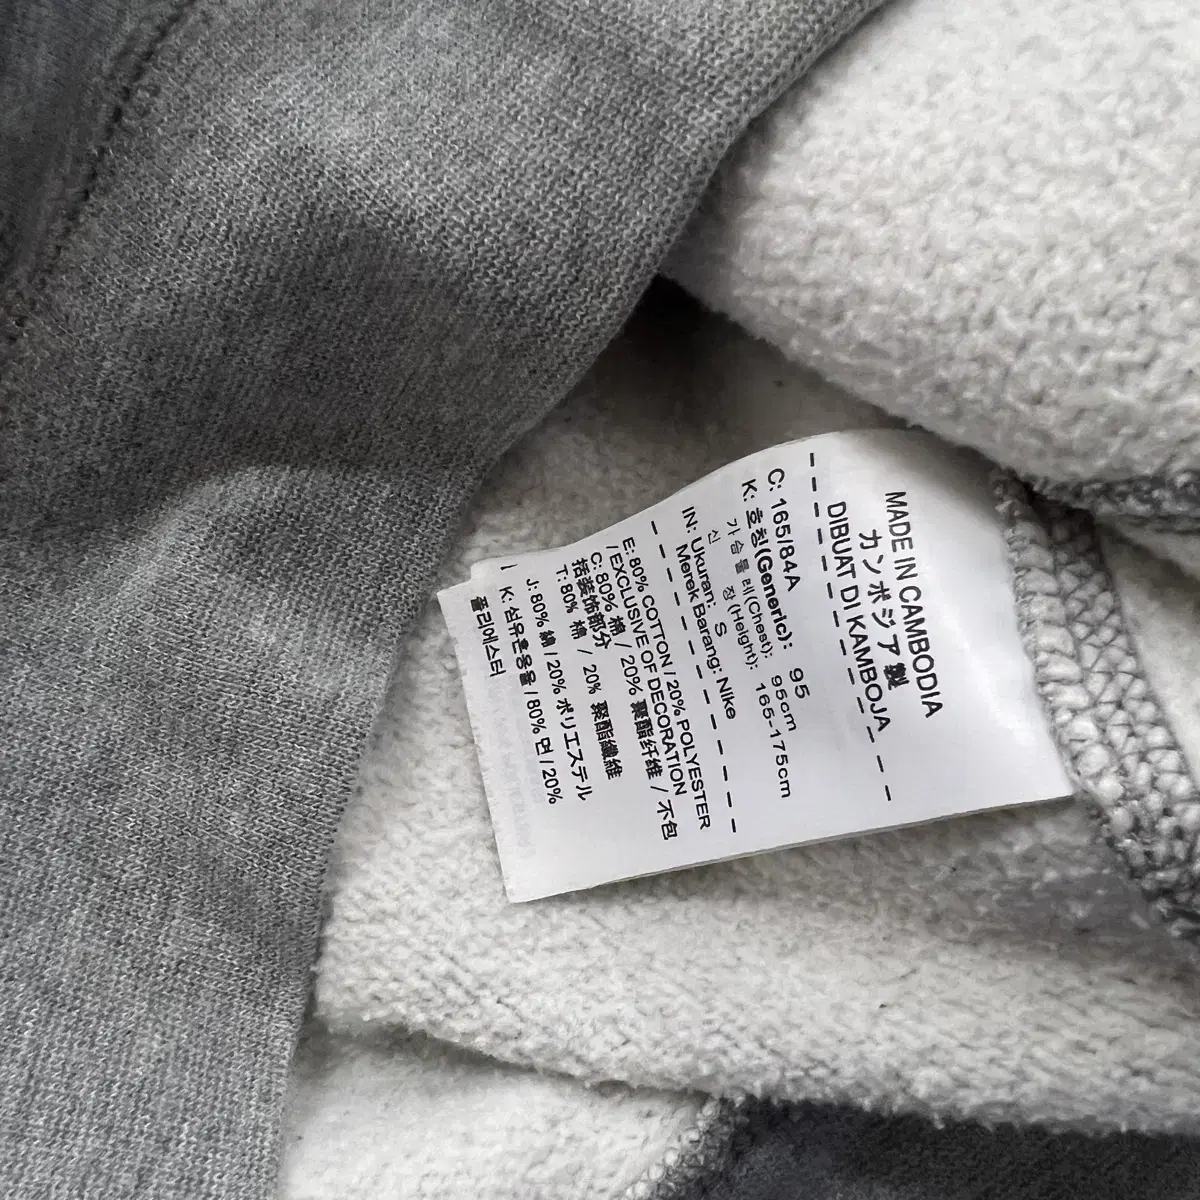 MADE IN CAMBODIA
カンボジア製
DIBUAT DI KAMBOJA
C: 165/84A
K: 호칭(Generic): 95
가슴둘레(Chest): 95cm
신 장(Height): 165-175cm
IN: Ukuran: S
Merek Barang: Nike
E: 80% COTTON / 20% POLYESTER
/ EXCLUSIVE OF DECORATION
C: 80% 棉 / 20% 聚酯纤维 / 不包
括装饰部分
T: 80% 棉 / 20% 聚酯纖維
J: 80% 綿 / 20% ポリエステル
/ K: 섬유혼용율 / 80% 면 / 20%
폴리에스터